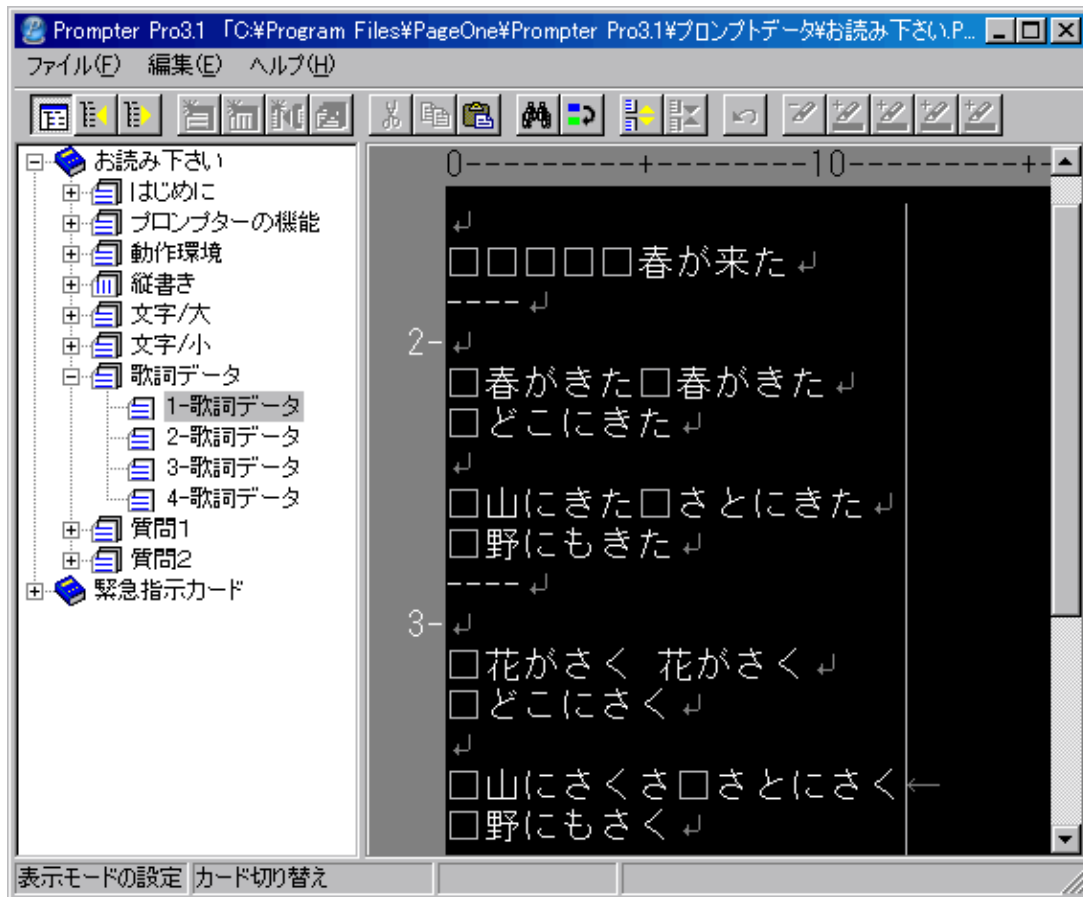 Prompter Pro3.1 「C:¥Program Files¥PageOne¥Prompter Pro3.1¥プロンプトデータ¥お読み下さい.P...
ファイル(F) 編集(E) ヘルプ(H)
お読み下さい
はじめに
プロンプターの機能
動作環境
縦書き
文字/大
文字/小
歌詞データ
1-歌詞データ
2-歌詞データ
3-歌詞データ
4-歌詞データ
質問1
質問2
緊急指示カード
0---------+---------10---------+-
↵
□□□□□春が来た↵
----↵
2-↵
□春がきた□春がきた↵
□どこにきた↵
↵
□山にきた□さとにきた↵
□野にもきた↵
----↵
3-↵
□花がさく 花がさく↵
□どこにさく↵
↵
□山にさくさ□さとにさく←
□野にもさく↵
表示モードの設定 カード切り替え